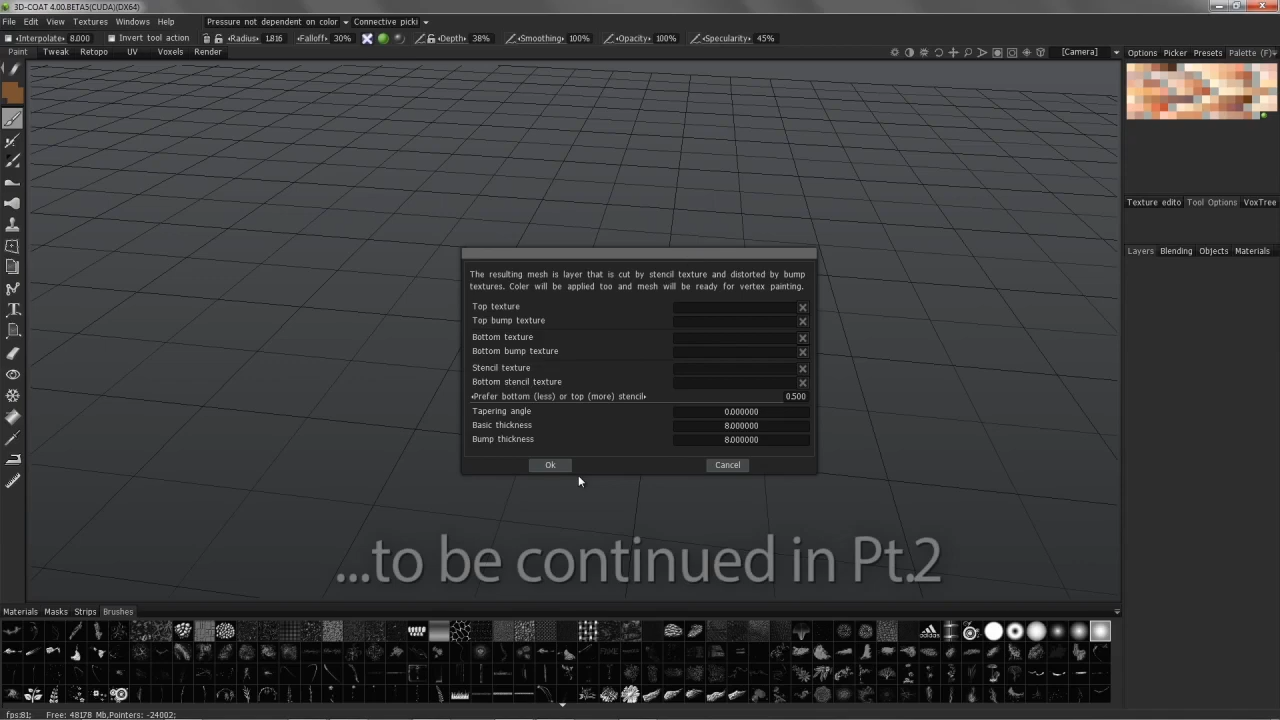 3D-COAT 4.00.BETA5(CUDA)(DX64)
File Edit View Textures Windows Help Pressure not dependent on color Connective picki
Interpolate: 8.000 Invert tool action Radius: 1.816 Falloff: 30% Depth: 38% Smoothing: 100% Opacity: 100% Specularity: 45%
Paint Tweak Retopo UV Voxels Render [Camera] Options Picker Presets Palette (F)
Texture edito Tool Options VoxTree
Layers Blending Objects Materials
The resulting mesh is layer that is cut by stencil texture and distorted by bump
textures. Coler will be applied too and mesh will be ready for vertex painting.
Top texture
Top bump texture
Bottom texture
Bottom bump texture
Stencil texture
Bottom stencil texture
Prefer bottom (less) or top (more) stencil 0.500
Tapering angle 0.000000
Basic thickness 8.000000
Bump thickness 8.000000
Ok Cancel
...to be continued in Pt.2
Materials Masks Strips Brushes
fps:81; Free: 48178 Mb,Pointers: -24002;